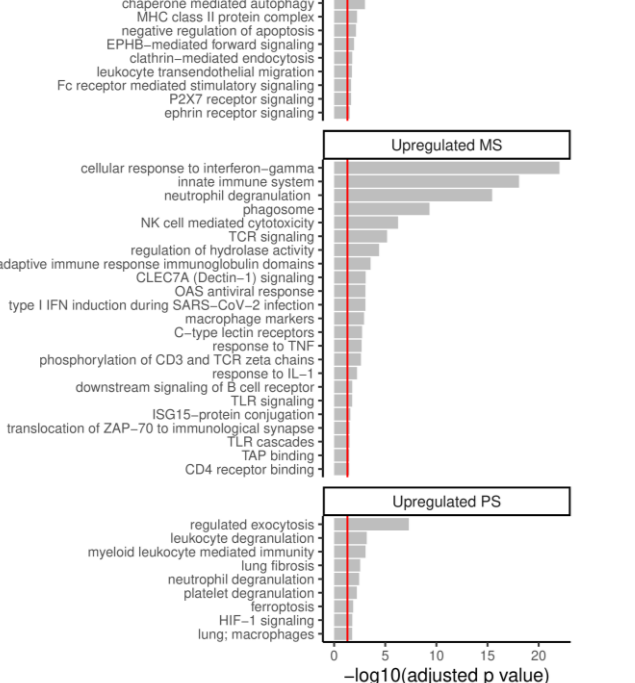 chaperone mediated autophagy
MHC class II protein complex
negative regulation of apoptosis
EPHB−mediated forward signaling
clathrin−mediated endocytosis
leukocyte transendothelial migration
Fc receptor mediated stimulatory signaling
P2X7 receptor signaling
ephrin receptor signaling
Upregulated MS
cellular response to interferon−gamma
innate immune system
neutrophil degranulation
phagosome
NK cell mediated cytotoxicity
TCR signaling
regulation of hydrolase activity
adaptive immune response immunoglobulin domains
CLEC7A (Dectin−1) signaling
OAS antiviral response
type I IFN induction during SARS−CoV−2 infection
macrophage markers
C−type lectin receptors
response to TNF
phosphorylation of CD3 and TCR zeta chains
response to IL−1
downstream signaling of B cell receptor
TLR signaling
ISG15−protein conjugation
translocation of ZAP−70 to immunological synapse
TLR cascades
TAP binding
CD4 receptor binding
Upregulated PS
regulated exocytosis
leukocyte degranulation
myeloid leukocyte mediated immunity
lung fibrosis
neutrophil degranulation
platelet degranulation
ferroptosis
HIF−1 signaling
lung; macrophages
0 5 10 15 20
−log10(adjusted p value)